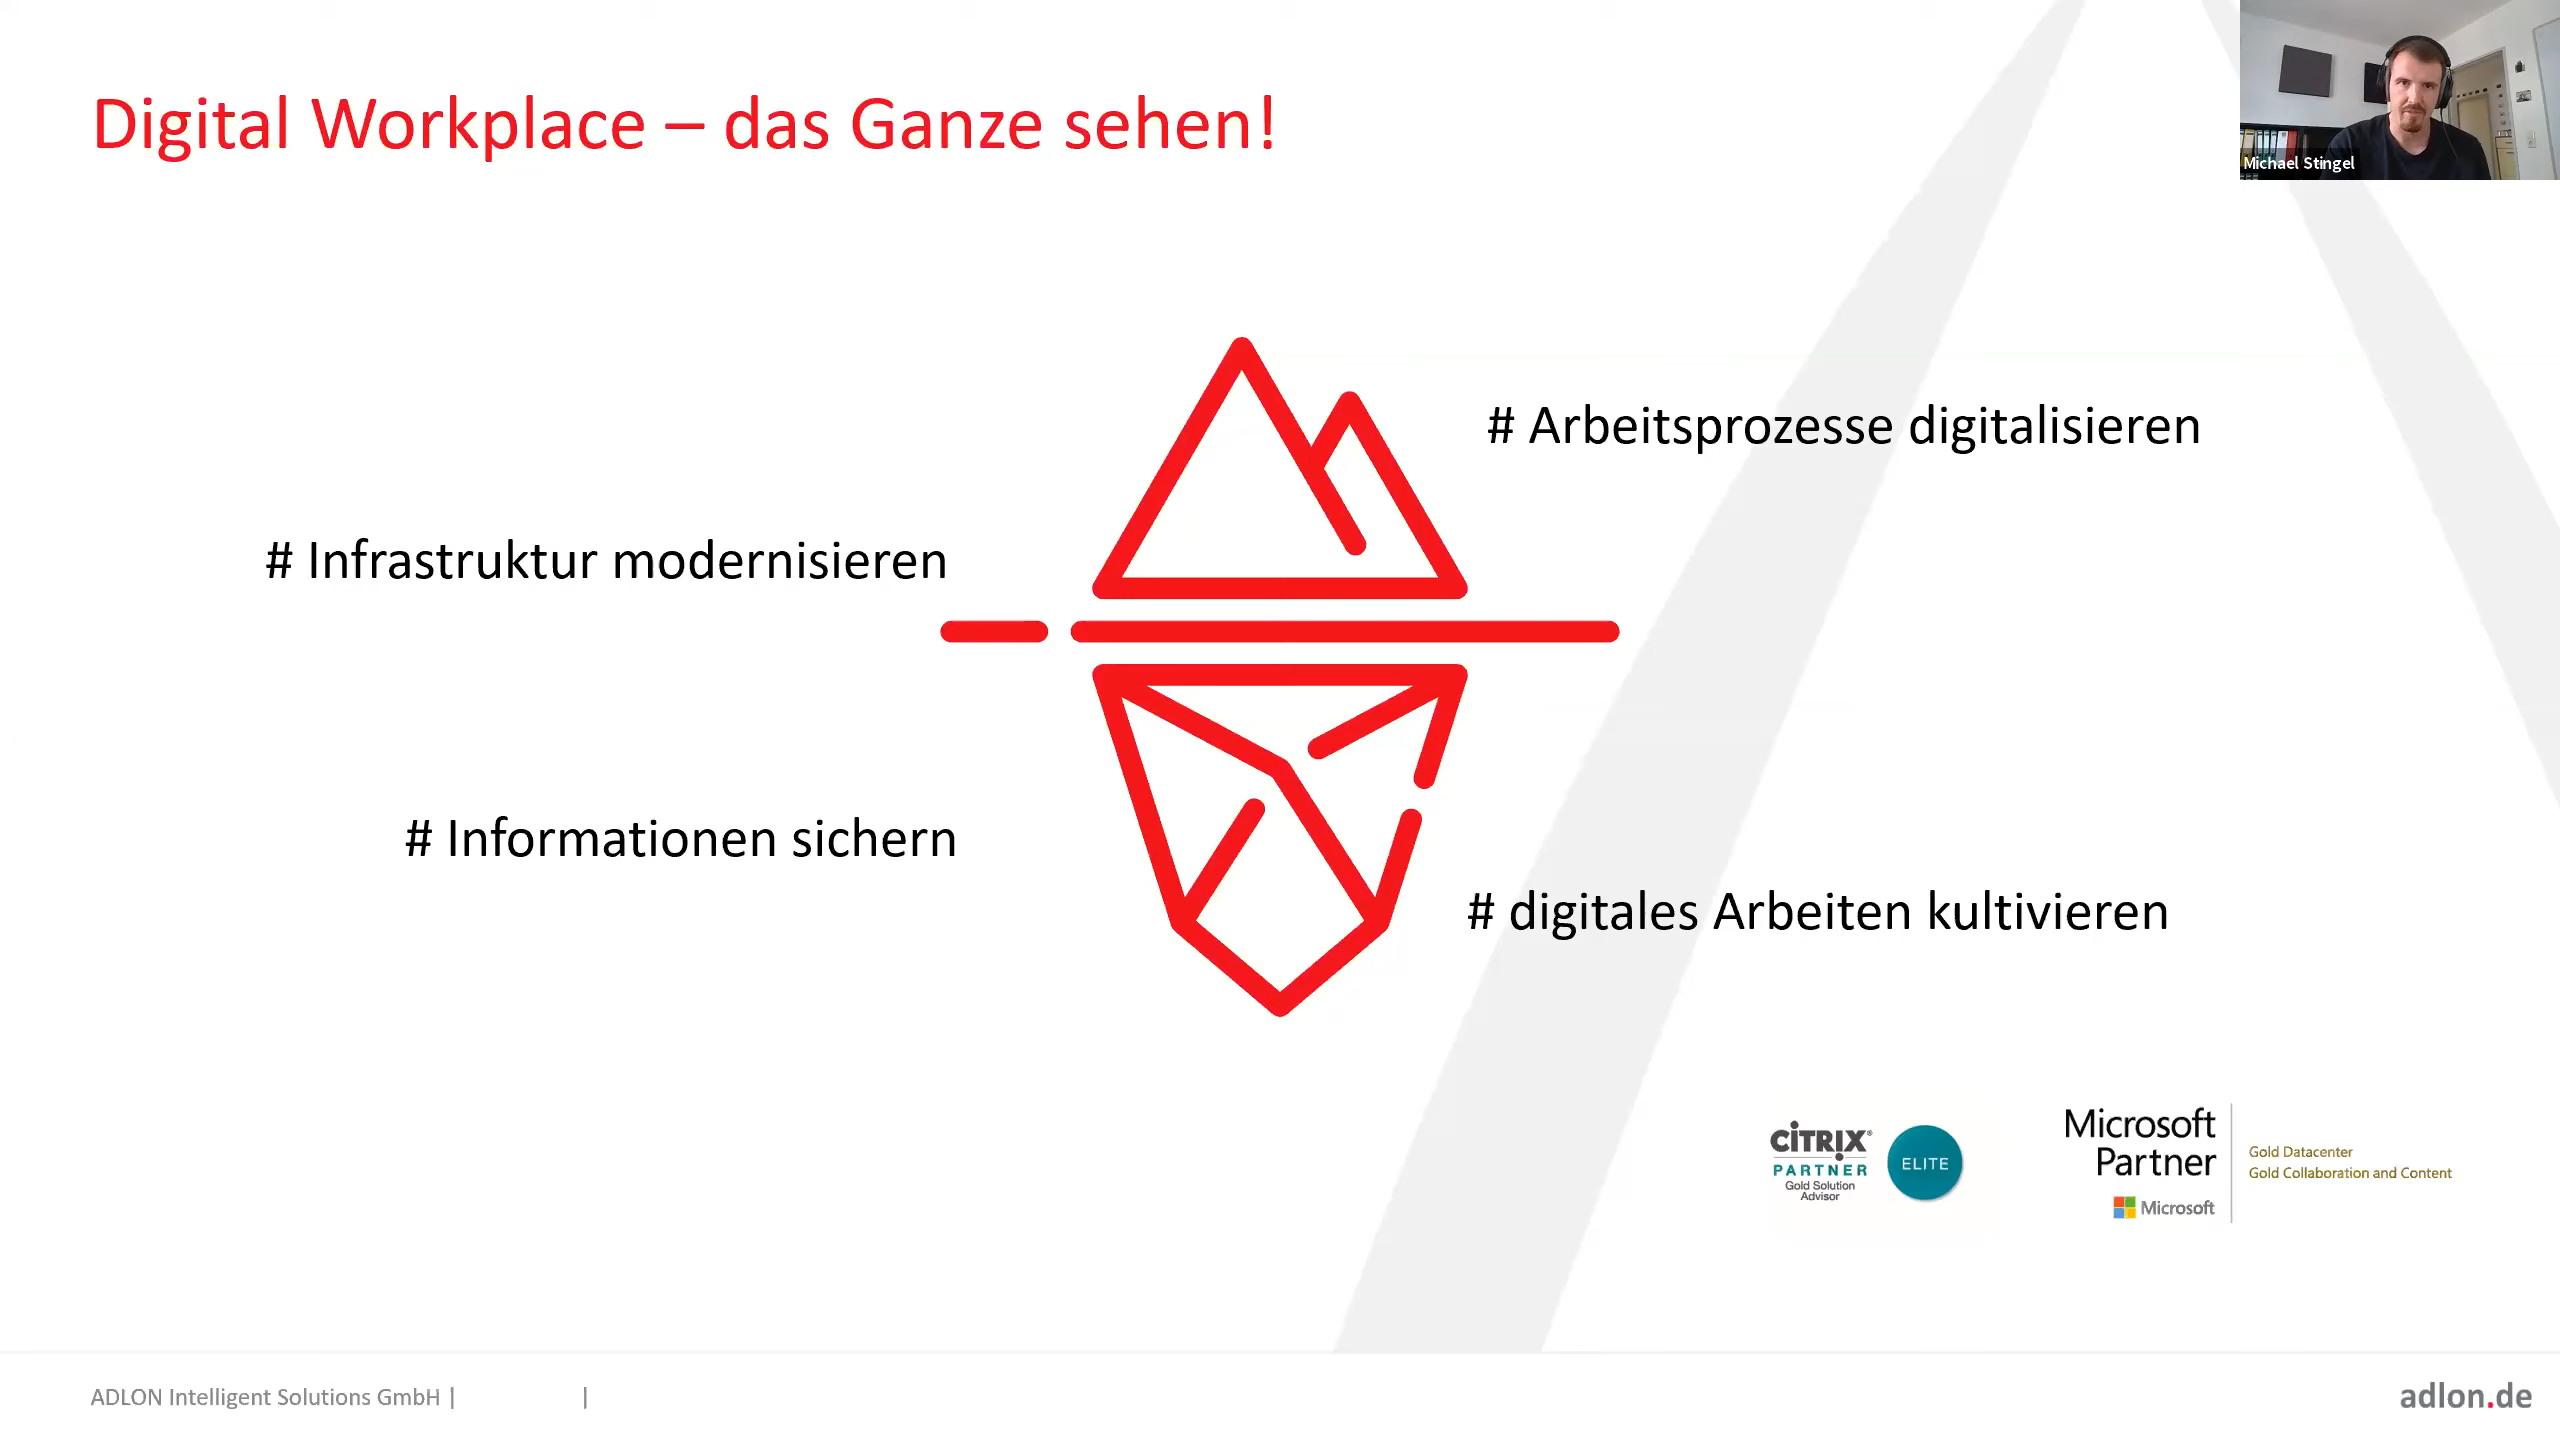 Digital Workplace – das Ganze sehen!
Michael Stingel
# Arbeitsprozesse digitalisieren
# Infrastruktur modernisieren
# Informationen sichern
# digitales Arbeiten kultivieren
CITRIX®
PARTNER
Gold Solution
Advisor
ELITE
Microsoft
Partner
Microsoft
Gold Datacenter
Gold Collaboration and Content
ADLON Intelligent Solutions GmbH | |
adlon.de